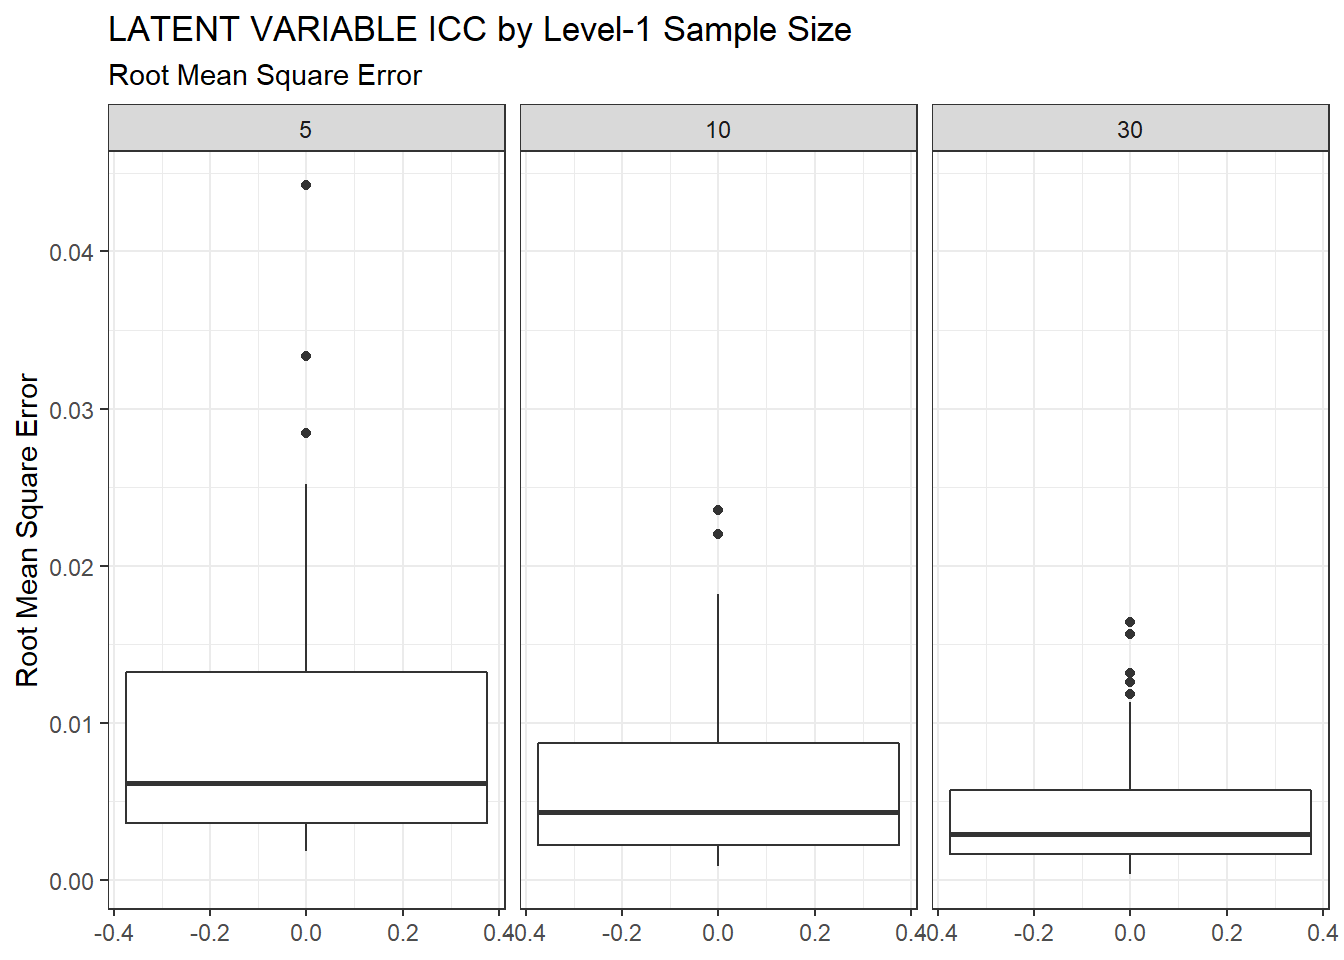 LATENT VARIABLE ICC by Level-1 Sample Size
Root Mean Square Error
5 10 30
Root Mean Square Error
0.04
0.03
0.02
0.01
0.00
-0.4 -0.2 0.0 0.2 0.4 -0.4 -0.2 0.0 0.2 0.4 -0.4 -0.2 0.0 0.2 0.4